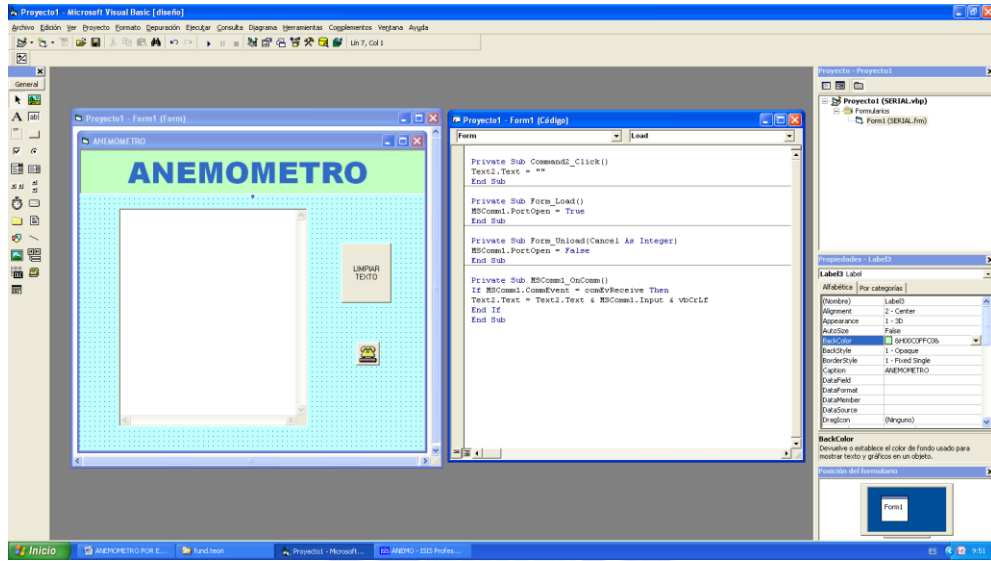 Proyecto1 - Microsoft Visual Basic [diseño]
Archivo Edición Ver Proyecto Formato Depuración Ejecutar Consulta Diagrama Herramientas Complementos Ventana Ayuda
Lin 7, Col 1
General
Proyecto1 - Form1 (Form)
ANEMOMETRO
ANEMOMETRO
LIMPIAR
TEXTO
Proyecto1 - Form1 (Código)
Form
Load
Private Sub Command2_Click()
Text2.Text = ""
End Sub
Private Sub Form_Load()
MSComm1.PortOpen = True
End Sub
Private Sub Form_Unload(Cancel As Integer)
MSComm1.PortOpen = False
End Sub
Private Sub MSComm1_OnComm()
If MSComm1.CommEvent = comEvReceive Then
Text2.Text = Text2.Text & MSComm1.Input & vbCrLf
End If
End Sub
Proyecto - Proyecto1
Proyecto1 (SERIAL.vbp)
Formularios
Form1 (SERIAL.frm)
Propiedades - Label3
Label3 Label
Alfabética Por categorías
(Nombre) Label3
Alignment 2 - Center
Appearance 1 - 3D
AutoSize False
BackColor &H00C0FFC0&
BackStyle 1 - Opaque
BorderStyle 1 - Fixed Single
Caption ANEMOMETRO
DataField
DataFormat
DataMember
DataSource
DragIcon (Ninguno)
BackColor
Devuelve o establece el color de fondo usado para
mostrar texto y gráficos en un objeto.
Posición del formulario
Form1
Inicio
ANEMOMETRO POR E...
fund.teori
Proyecto1 - Microsoft...
ANEMO - ISIS Profes...
ES
9:51